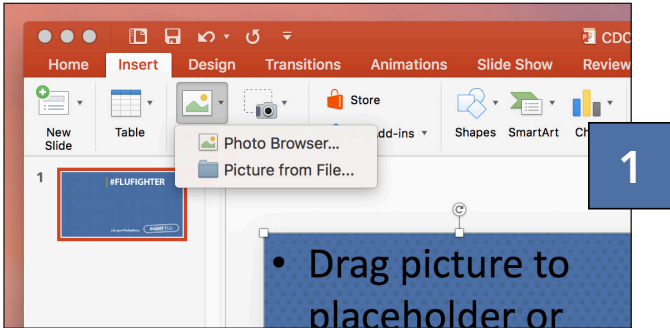 CDC
Home Insert Design Transitions Animations Slide Show Review
Store
New Slide
Table
dd-ins
Shapes SmartArt Ch
Photo Browser...
Picture from File...
1
1
#FLUFIGHTER
FIGHT FLU
• Drag picture to
placeholder or